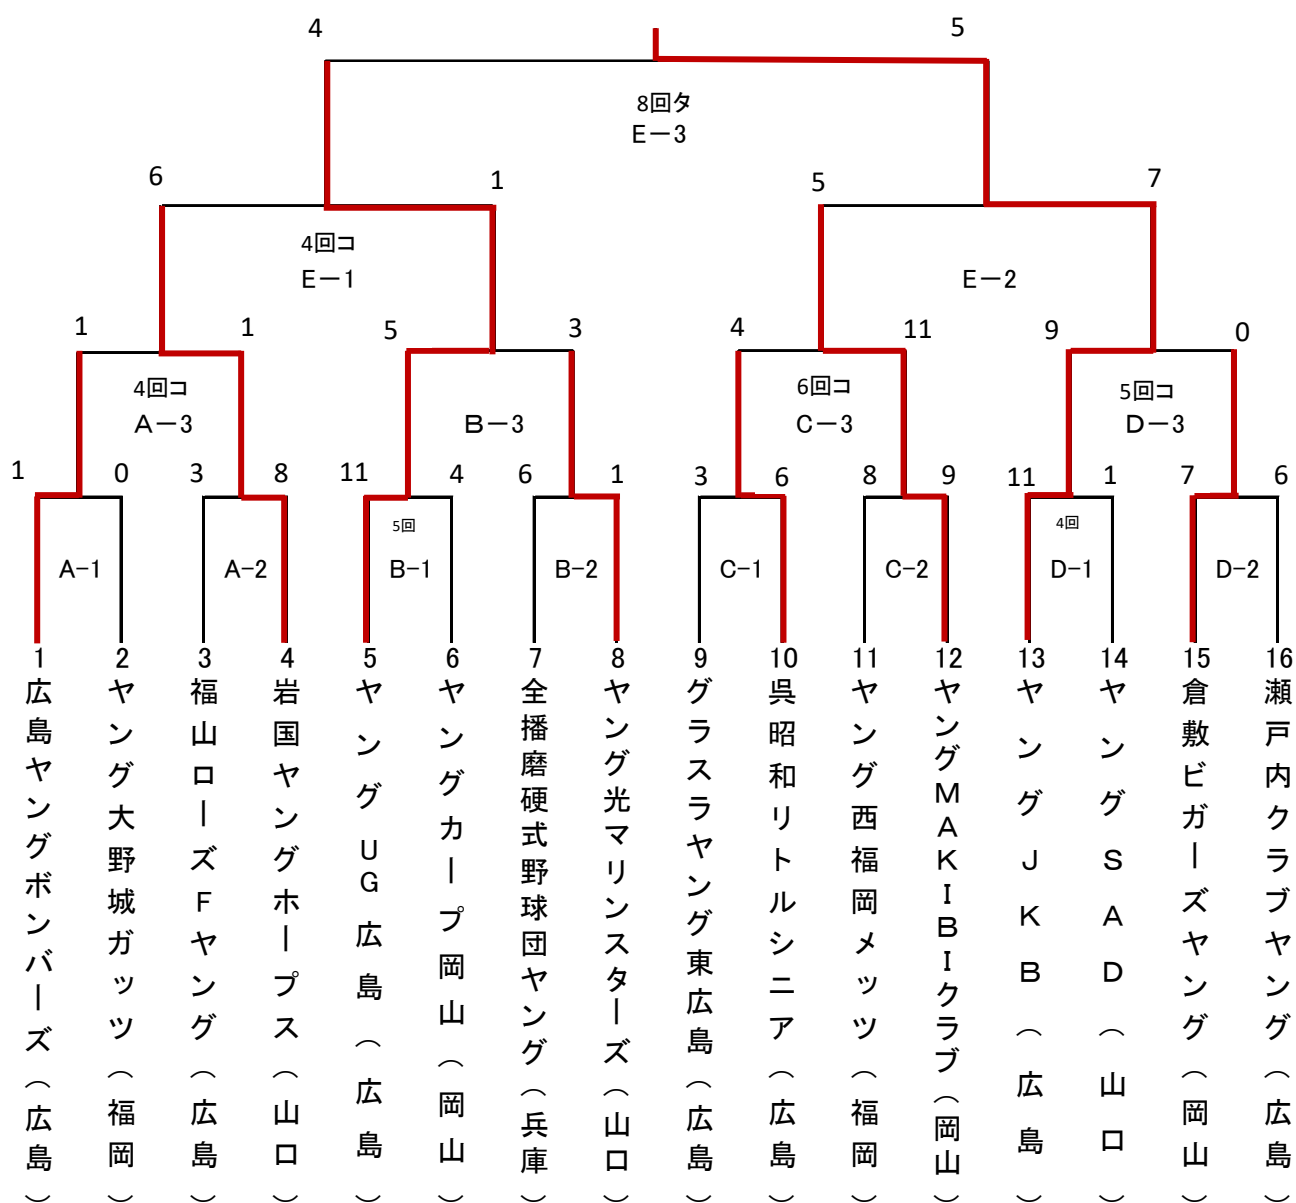 4 5
8回タ
E－3
6 1 5 7
4回コ
E－1 E－2
1 1 5 3 4 11 9 0
4回コ 6回コ 5回コ
A－3 B－3 C－3 D－3
1 0 3 8 11 4 6 1 3 6 8 9 11 1 7 6
5回 4回
A-1 A-2 B-1 B-2 C-1 C-2 D-1 D-2
1 広島ヤングボンバーズ（広島）
2 ヤング大野城ガッツ（福岡）
3 福山ローズFヤング（広島）
4 岩国ヤングホープス（山口）
5 ヤングUG広島（広島）
6 ヤングカープ岡山（岡山）
7 全播磨硬式野球団ヤング（兵庫）
8 ヤング光マリンスターズ（山口）
9 グラスラヤング東広島（広島）
10 呉昭和リトルシニア（広島）
11 ヤング西福岡メッツ（福岡）
12 ヤングMAKIBIクラブ（岡山）
13 ヤングJKB（広島）
14 ヤングSAD（山口）
15 倉敷ビガーズヤング（岡山）
16 瀬戸内クラブヤング（広島）